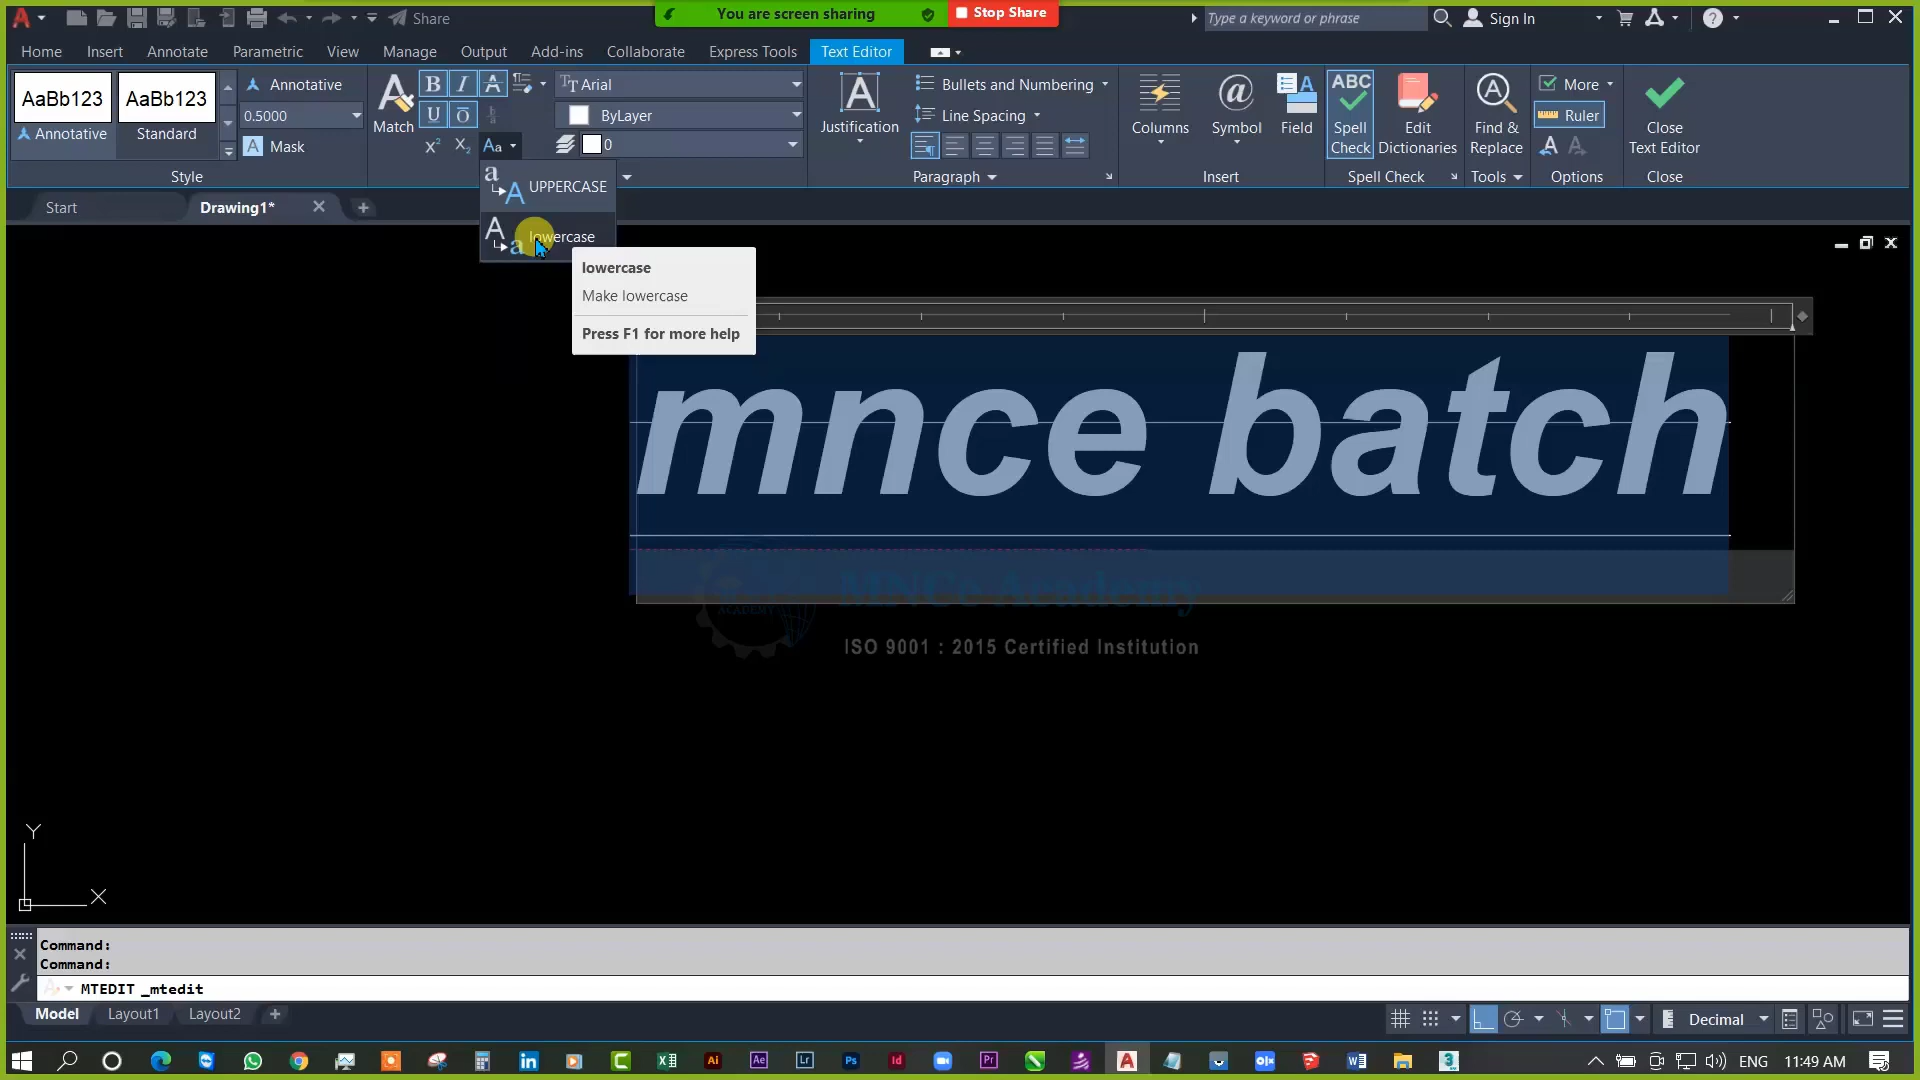 Share
You are screen sharing
Stop Share
Type a keyword or phrase
Sign In
Home
Insert
Annotate
Parametric
View
Manage
Output
Add-ins
Collaborate
Express Tools
Text Editor
AaBb123
Annotative
AaBb123
Standard
Annotative
0.5000
Mask
Style
Match
Arial
ByLayer
0
Justification
Bullets and Numbering
Line Spacing
Paragraph
Columns
Symbol
Field
Insert
ABC
Spell Check
Edit Dictionaries
Spell Check
Find & Replace
Tools
More
Ruler
Options
Close Text Editor
Close
UPPERCASE
lowercase
lowercase
Make lowercase
Press F1 for more help
Start
Drawing1*
mnce batch
MNCe Academy
ACADEMY
ISO 9001 : 2015 Certified Institution
Y
X
Command:
Command:
MTEDIT _mtedit
Model
Layout1
Layout2
Decimal
ENG
11:49 AM